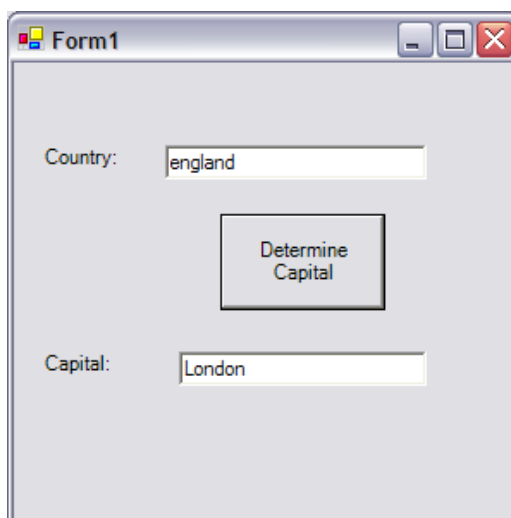 Form1
Country:
england
Determine
Capital
Capital:
London